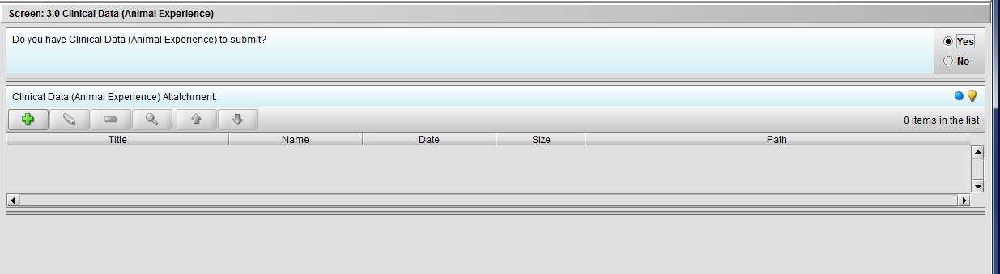 Screen: 3.0 Clinical Data (Animal Experience)
Do you have Clinical Data (Animal Experience) to submit?
Yes
No
Clinical Data (Animal Experience) Attatchment:
0 items in the list
Title Name Date Size Path